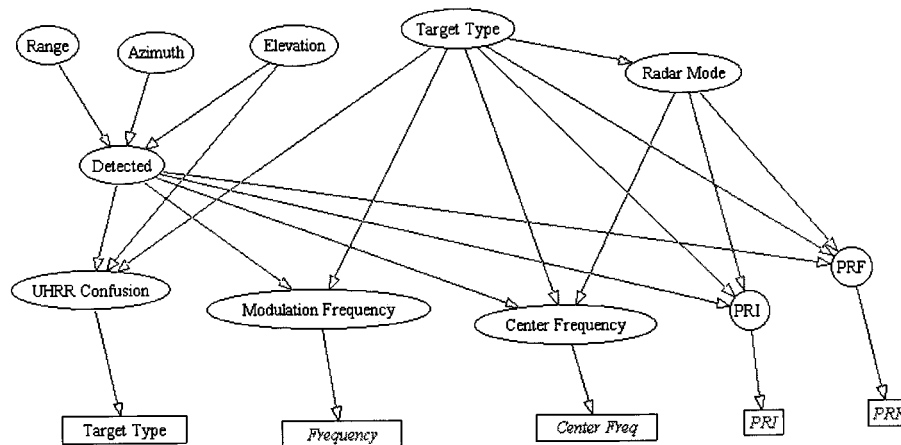 Target Type
Range
Azimuth
Elevation
Radar Mode
Detected
PRF
UHRR Confusion
Modulation Frequency
Center Frequency
PRI
Target Type
Frequency
Center Freq
PRI